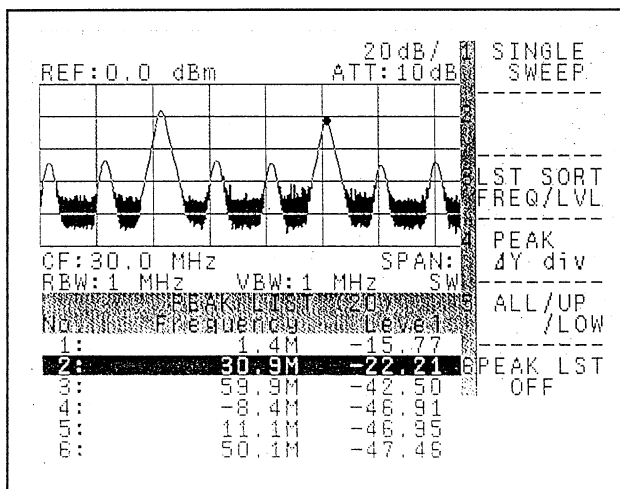 20dB/
REF:0.0 dBm ATT:10dB
CF:30.0 MHz SPAN:
RBW:1 MHz VBW:1 MHz SW
PEAK LIST (20)
No. Frequency Level
1: 1.4M -15.77
2: 30.9M -22.21
3: 59.9M -42.50
4: -8.4M -46.91
5: 11.1M -46.95
6: 50.1M -47.46
1 SINGLE
SWEEP
2
3 LST SORT
FREQ/LVL
4 PEAK
ΔY div
5 ALL/UP
/LOW
6 PEAK LST
OFF